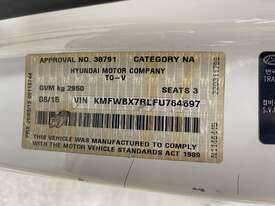 APPROVAL 38791 CATEGORY NA
HYUNDAI MOTOR COMPANY
TQ-V
GVM kg 2950 SEATS 3
08/15 VIN KMFWBX7RLFU764697
THIS VEHICLE WAS MANUFACTURED TO COMPLY
WITH THE MOTOR VEHICLE STANDARDS ACT 1989